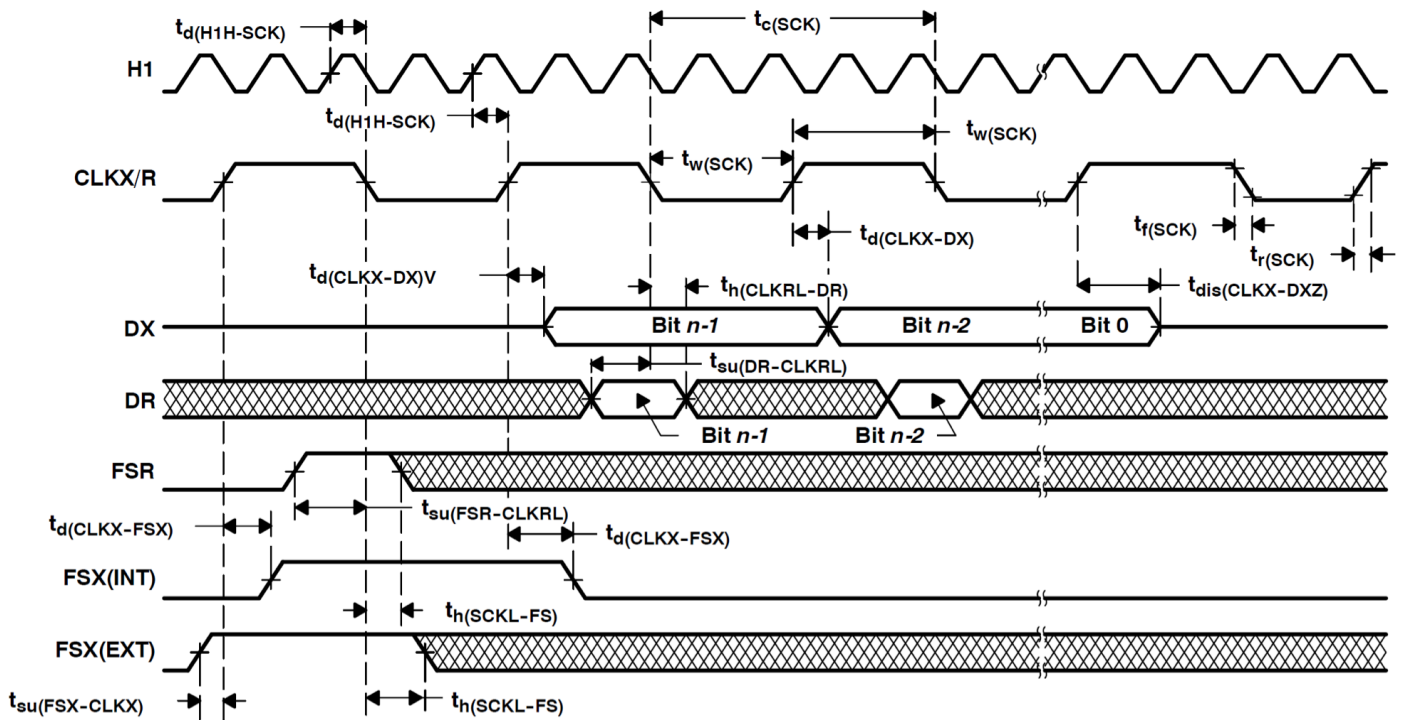 td(H1H-SCK)
tc(SCK)
H1
td(H1H-SCK)
tw(SCK)
tw(SCK)
CLKX/R
td(CLKX-DX)
tf(SCK)
tr(SCK)
td(CLKX-DX)V
th(CLKRL-DR)
tdis(CLKX-DXZ)
DX
Bit n-1
Bit n-2
Bit 0
tsu(DR-CLKRL)
DR
Bit n-1
Bit n-2
FSR
tsu(FSR-CLKRL)
td(CLKX-FSX)
td(CLKX-FSX)
FSX(INT)
th(SCKL-FS)
FSX(EXT)
tsu(FSX-CLKX)
th(SCKL-FS)